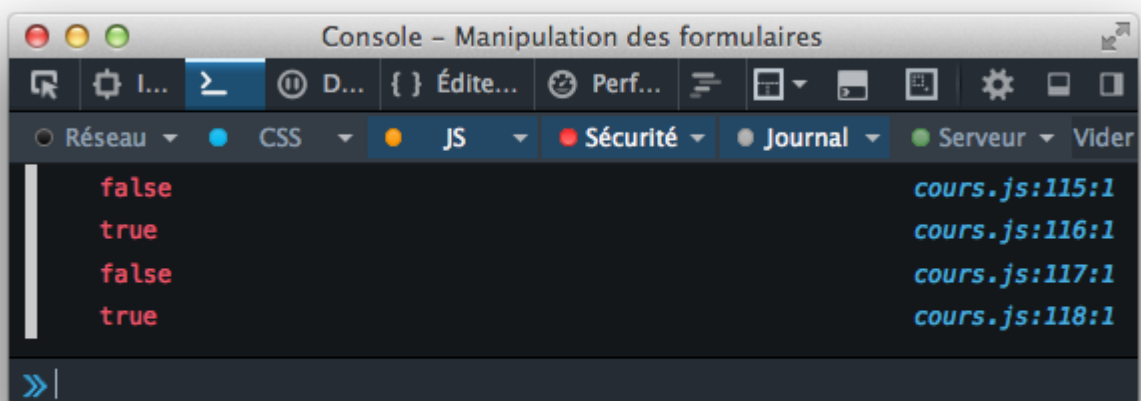 Console – Manipulation des formulaires
I... D... { } Édite... Perf...
Réseau CSS JS Sécurité Journal Serveur Vider
false cours.js:115:1
true cours.js:116:1
false cours.js:117:1
true cours.js:118:1
»